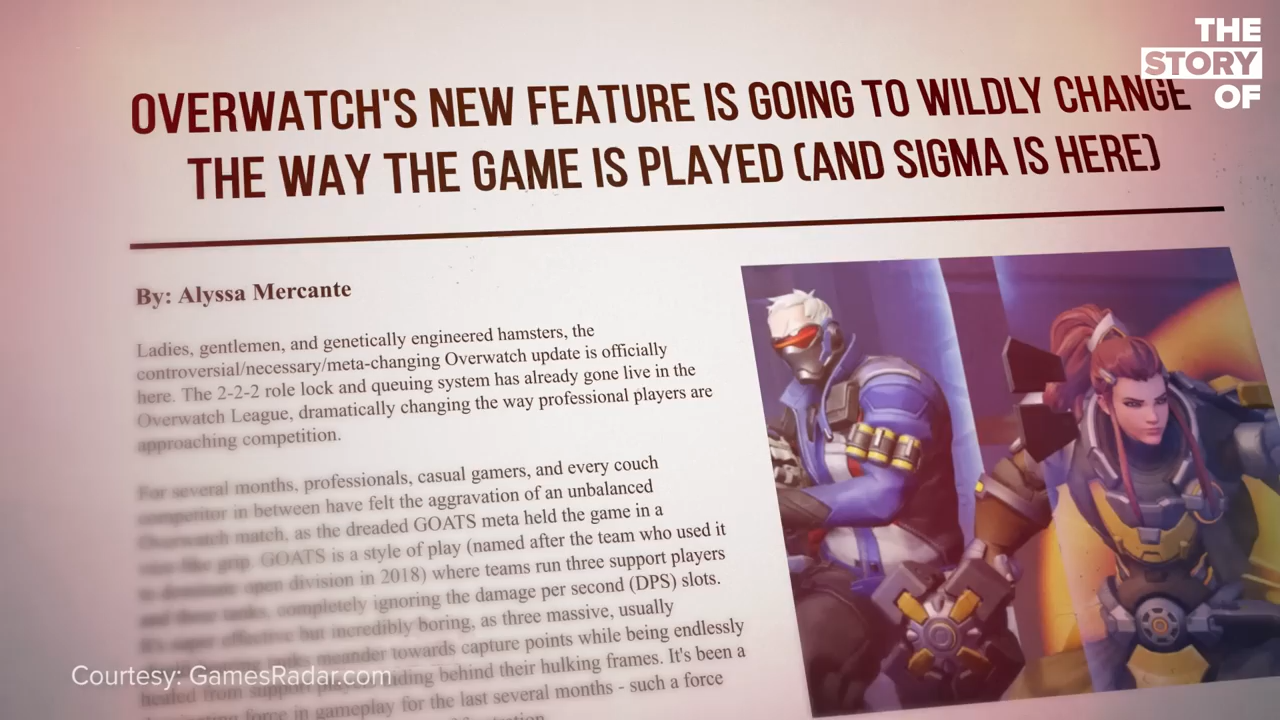 THE
STORY
OF
OVERWATCH'S NEW FEATURE IS GOING TO WILDLY CHANGE
THE WAY THE GAME IS PLAYED (AND SIGMA IS HERE)
By: Alyssa Mercante
Ladies, gentlemen, and genetically engineered hamsters, the
controversial/necessary/meta-changing Overwatch update is officially
here. The 2-2-2 role lock and queuing system has already gone live in the
Overwatch League, dramatically changing the way professional players are
approaching competition.
For several months, professionals, casual gamers, and every couch
competitor in between have felt the aggravation of an unbalanced
Overwatch match, as the dreaded GOATS meta held the game in a
vise-like grip. GOATS is a style of play (named after the team who used it
to dominate open division in 2018) where teams run three support players
and three tanks, completely ignoring the damage per second (DPS) slots.
It's super effective but incredibly boring, as three massive, usually
meander towards capture points while being endlessly
healed from support hiding behind their hulking frames. It's been a
force in gameplay for the last several months - such a force
Courtesy: GamesRadar.com